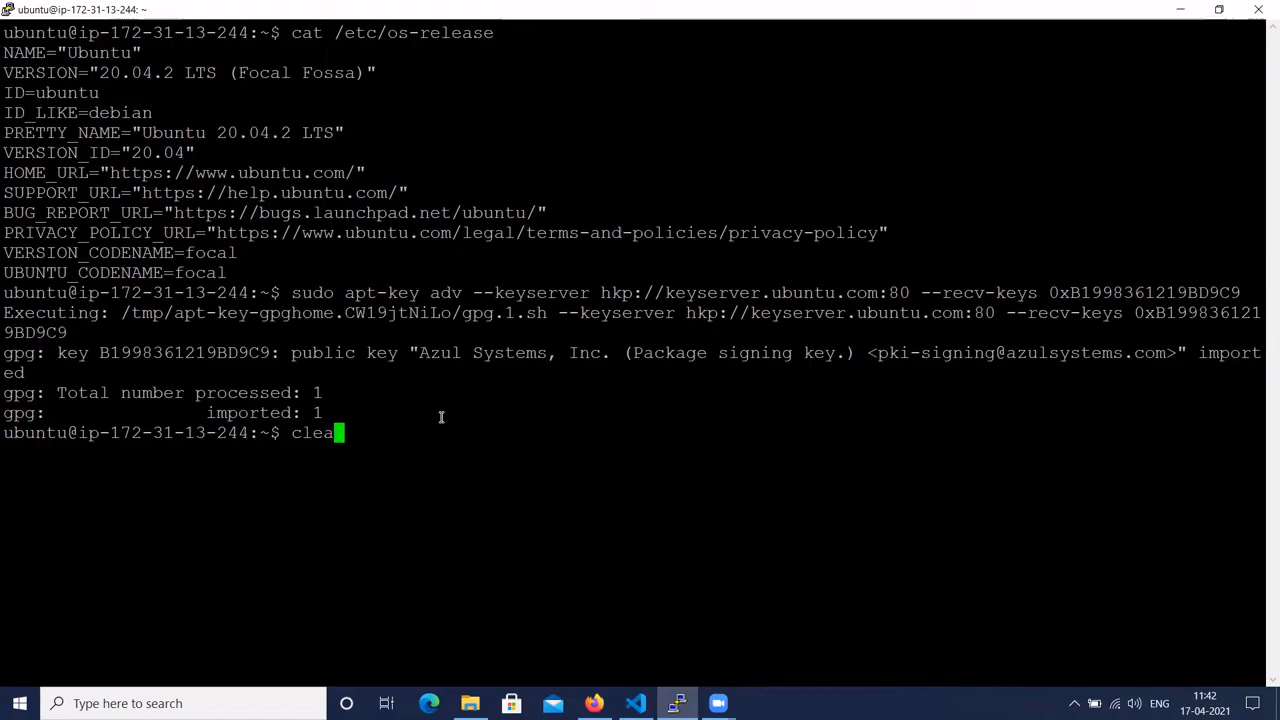 ubuntu@ip-172-31-13-244: ~
ubuntu@ip-172-31-13-244:~$ cat /etc/os-release
NAME="Ubuntu"
VERSION="20.04.2 LTS (Focal Fossa)"
ID=ubuntu
ID_LIKE=debian
PRETTY_NAME="Ubuntu 20.04.2 LTS"
VERSION_ID="20.04"
HOME_URL="https://www.ubuntu.com/"
SUPPORT_URL="https://help.ubuntu.com/"
BUG_REPORT_URL="https://bugs.launchpad.net/ubuntu/"
PRIVACY_POLICY_URL="https://www.ubuntu.com/legal/terms-and-policies/privacy-policy"
VERSION_CODENAME=focal
UBUNTU_CODENAME=focal
ubuntu@ip-172-31-13-244:~$ sudo apt-key adv --keyserver hkp://keyserver.ubuntu.com:80 --recv-keys 0xB1998361219BD9C9
Executing: /tmp/apt-key-gpghome.CW19jtNiLo/gpg.1.sh --keyserver hkp://keyserver.ubuntu.com:80 --recv-keys 0xB199836121
9BD9C9
gpg: key B1998361219BD9C9: public key "Azul Systems, Inc. (Package signing key.) <pki-signing@azulsystems.com>" import
ed
gpg: Total number processed: 1
gpg:               imported: 1
ubuntu@ip-172-31-13-244:~$ clea
Type here to search
ENG
11:42
17-04-2021